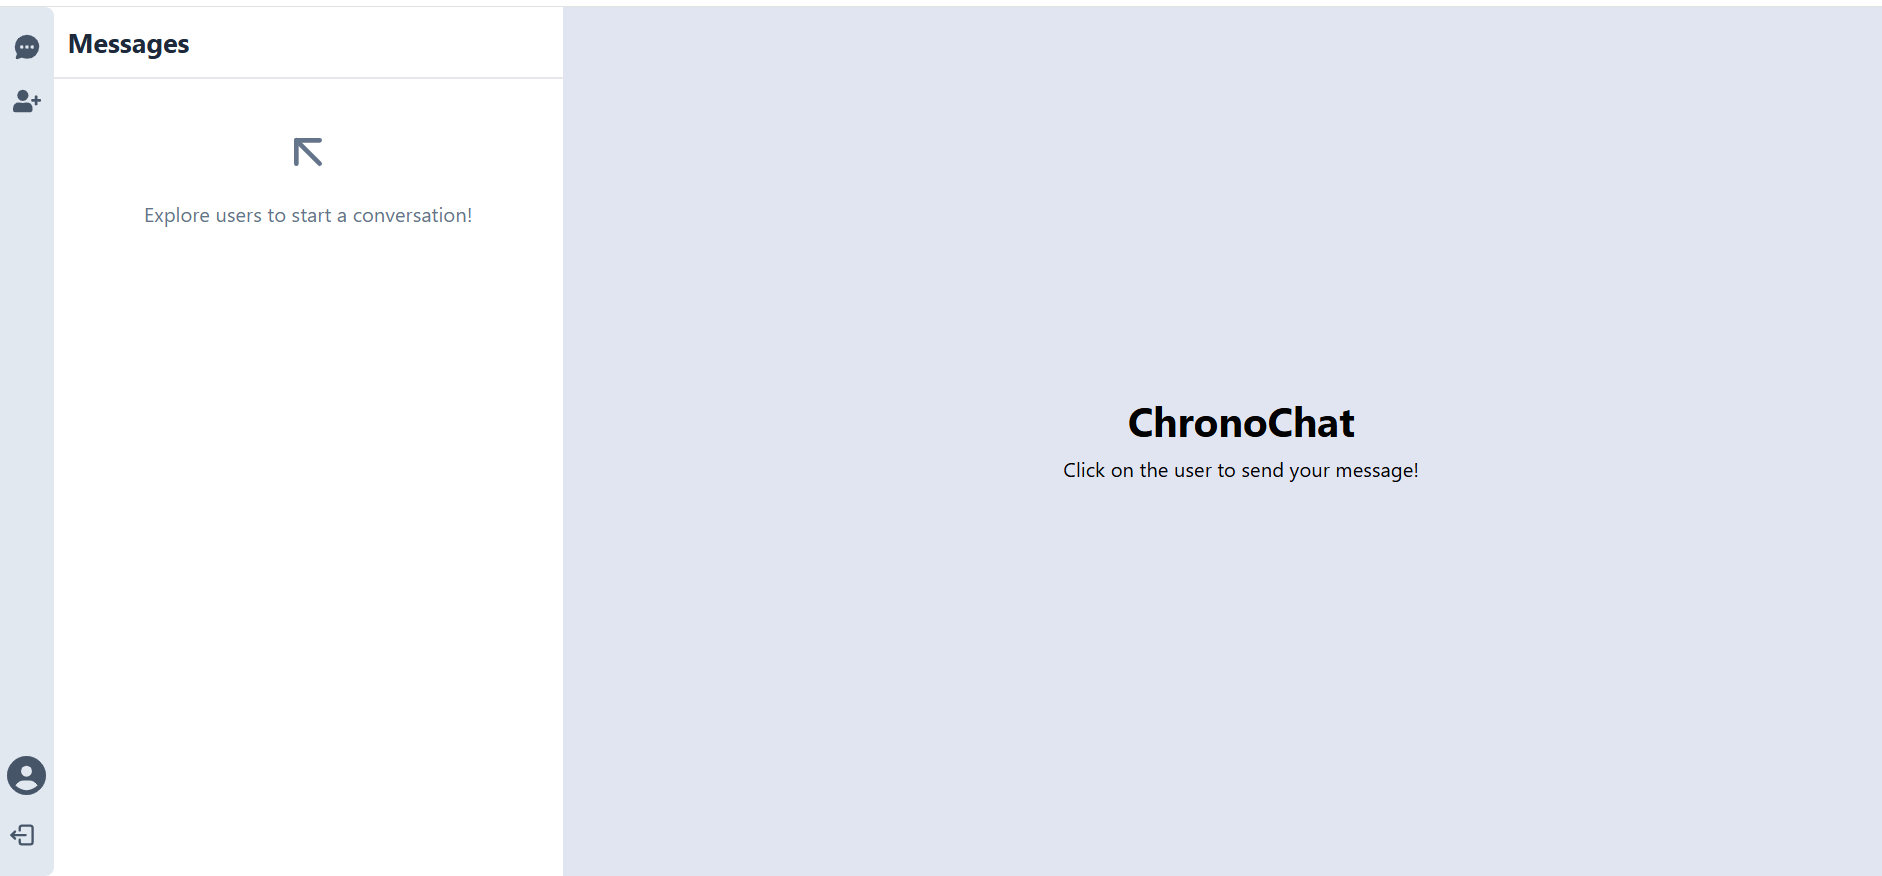 Messages
Explore users to start a conversation!
ChronoChat
Click on the user to send your message!